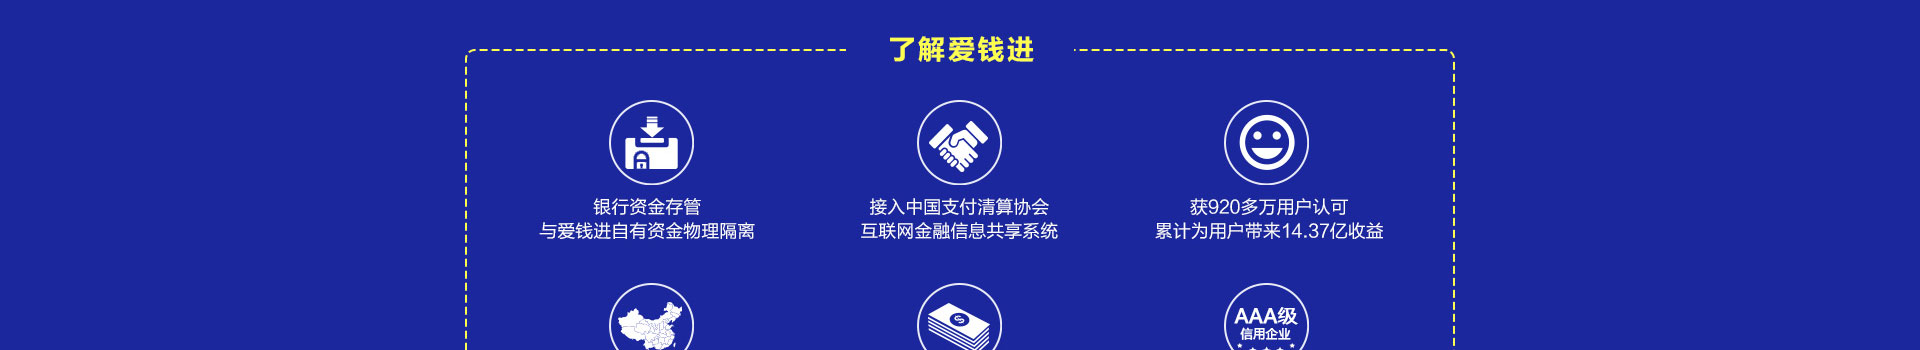 了解爱钱进
银行资金存管
与爱钱进自有资金物理隔离
接入中国支付清算协会
互联网金融信息共享系统
获920多万用户认可
累计为用户带来14.37亿收益
AAA级
信用企业